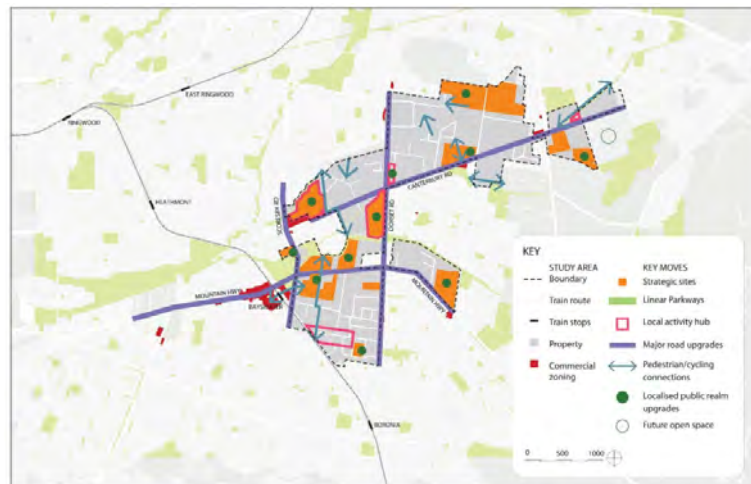 EAST RINGWOOD
RINGWOOD
HEATHMONT
CANTERBURY RD
SCORESBY RD
DORSET RD
MOUNTAIN HWY
MOUNTAIN HWY
BAYSWATER
BORONIA
KEY
STUDY AREA
Boundary
Train route
Train stops
Property
Commercial
zoning
KEY MOVES
Strategic sites
Linear Parkways
Local activity hub
Major road upgrades
Pedestrian/cycling
connections
Localised public realm
upgrades
Future open space
0 500 1000